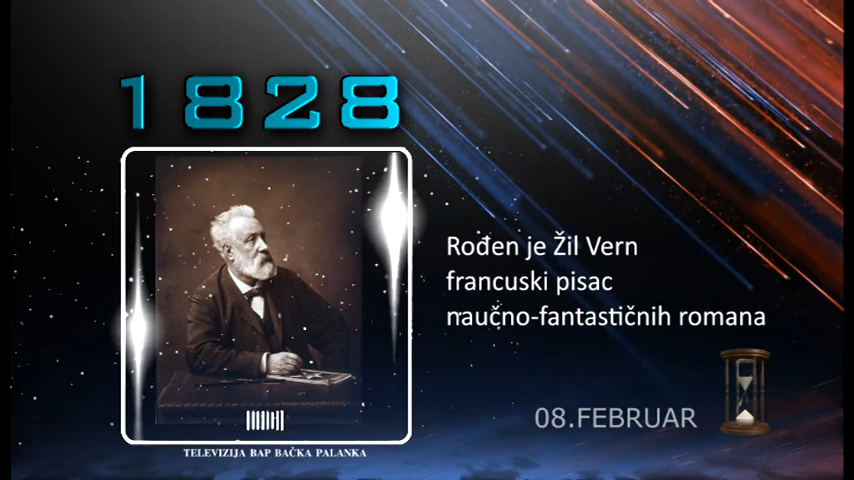 1828
Rođen je Žil Vern
francuski pisac
naučno-fantastičnih romana
08.FEBRUAR
TELEVIZIJA BAP BAČKA PALANKA